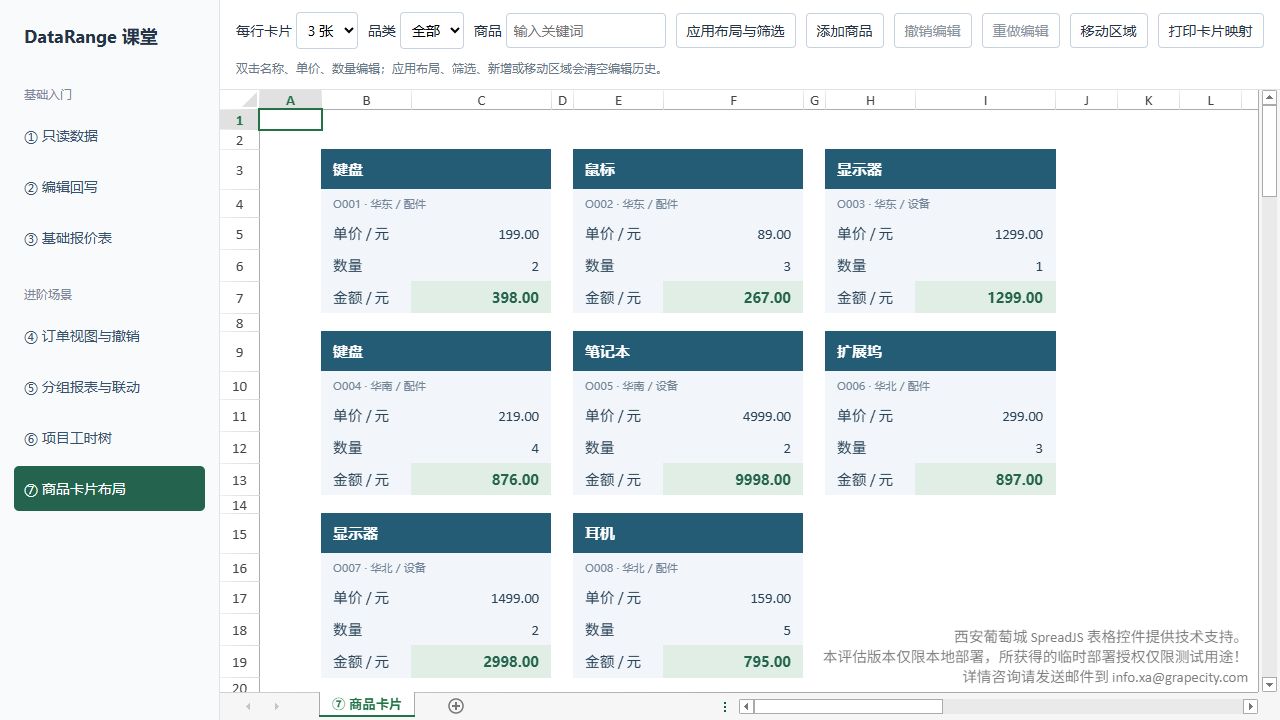 DataRange 课堂
基础入门
① 只读数据
② 编辑回写
③ 基础报价表
进阶场景
④ 订单视图与撤销
⑤ 分组报表与联动
⑥ 项目工时树
⑦ 商品卡片布局
每行卡片 3 张 品类 全部 商品 输入关键词 应用布局与筛选 添加商品 撤销编辑 重做编辑 移动区域 打印卡片映射
双击名称、单价、数量编辑；应用布局、筛选、新增或移动区域会清空编辑历史。
A B C D E F G H I J K L
1
2
3 键盘 鼠标 显示器
4 O001 · 华东 / 配件 O002 · 华东 / 配件 O003 · 华东 / 设备
5 单价 / 元 199.00 单价 / 元 89.00 单价 / 元 1299.00
6 数量 2 数量 3 数量 1
7 金额 / 元 398.00 金额 / 元 267.00 金额 / 元 1299.00
8
9 键盘 笔记本 扩展坞
10 O004 · 华南 / 配件 O005 · 华南 / 设备 O006 · 华北 / 配件
11 单价 / 元 219.00 单价 / 元 4999.00 单价 / 元 299.00
12 数量 4 数量 2 数量 3
13 金额 / 元 876.00 金额 / 元 9998.00 金额 / 元 897.00
14
15 显示器 耳机
16 O007 · 华北 / 设备 O008 · 华北 / 配件
17 单价 / 元 1499.00 单价 / 元 159.00
18 数量 2 数量 5
19 金额 / 元 2998.00 金额 / 元 795.00
20
西安葡萄城 SpreadJS 表格控件提供技术支持。
本评估版本仅限本地部署，所获得的临时部署授权仅限测试用途！
详情咨询请发送邮件到 info.xa@grapecity.com
⑦ 商品卡片